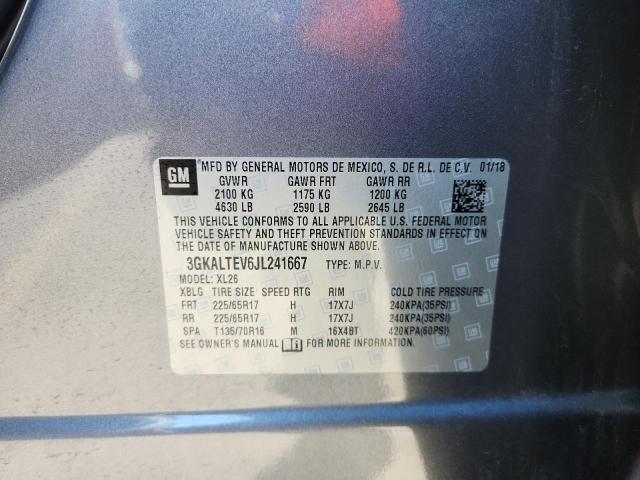 GM MFD BY GENERAL MOTORS DE MEXICO, S. DE R.L. DE C.V. 01/18
GVWR GAWR FRT GAWR RR
2100 KG 1175 KG 1200 KG
4630 LB 2590 LB 2645 LB
THIS VEHICLE CONFORMS TO ALL APPLICABLE U.S. FEDERAL MOTOR
VEHICLE SAFETY AND THEFT PREVENTION STANDARDS IN EFFECT ON
THE DATE OF MANUFACTURE SHOWN ABOVE.
3GKALTEV6JL241667 TYPE: M.P.V.
MODEL: XL26
XBLG TIRE SIZE SPEED RTG RIM COLD TIRE PRESSURE
FRT 225/65R17 H 17X7J 240KPA(35PSI)
RR 225/65R17 H 17X7J 240KPA(35PSI)
SPA T135/70R16 M 16X4BT 420KPA(60PSI)
SEE OWNER'S MANUAL FOR MORE INFORMATION.